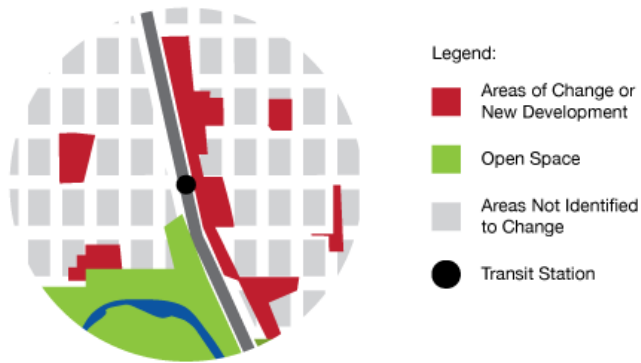 Legend:
Areas of Change or
New Development
Open Space
Areas Not Identified
to Change
Transit Station